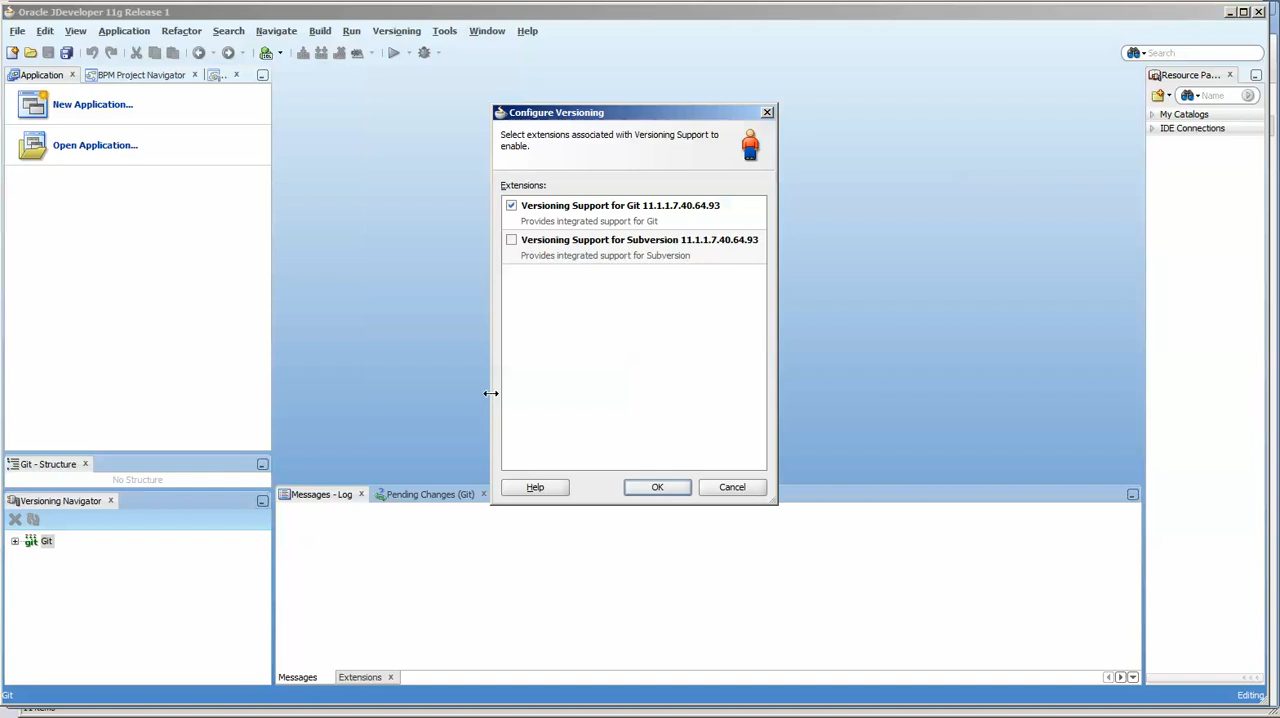 Oracle JDeveloper 11g Release 1
File Edit View Application Refactor Search Navigate Build Run Versioning Tools Window Help
Search
Application BPM Project Navigator
Resource Pa...
New Application...
Open Application...
Name
My Catalogs
IDE Connections
Configure Versioning
Select extensions associated with Versioning Support to
enable.
Extensions:
Versioning Support for Git 11.1.1.7.40.64.93
Provides integrated support for Git
Versioning Support for Subversion 11.1.1.7.40.64.93
Provides integrated support for Subversion
Help OK Cancel
Git - Structure
No Structure
Versioning Navigator
git Git
Messages - Log Pending Changes (Git)
Messages Extensions
Git
Editing